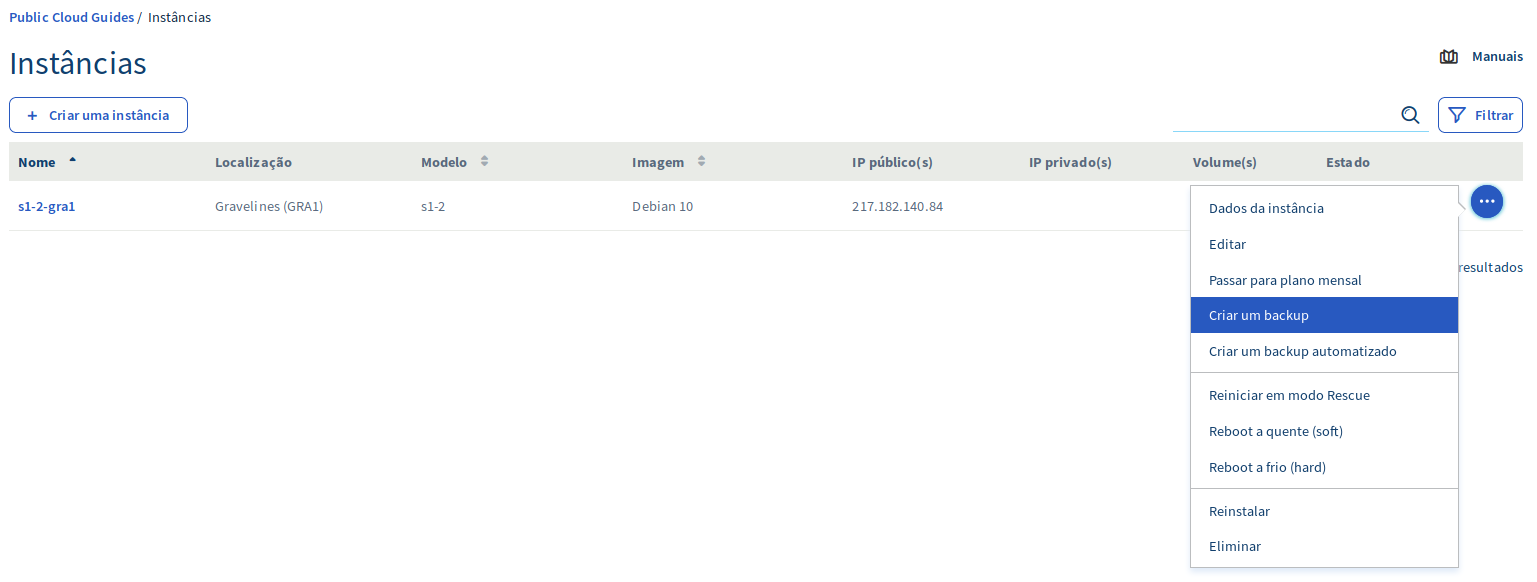 Public Cloud Guides / Instâncias
Instâncias
Manuais
+ Criar uma instância
Filtrar
Nome Localização Modelo Imagem IP público(s) IP privado(s) Volume(s) Estado
s1-2-gra1 Gravelines (GRA1) s1-2 Debian 10 217.182.140.84
Dados da instância
Editar
resultados
Passar para plano mensal
Criar um backup
Criar um backup automatizado
Reiniciar em modo Rescue
Reboot a quente (soft)
Reboot a frio (hard)
Reinstalar
Eliminar